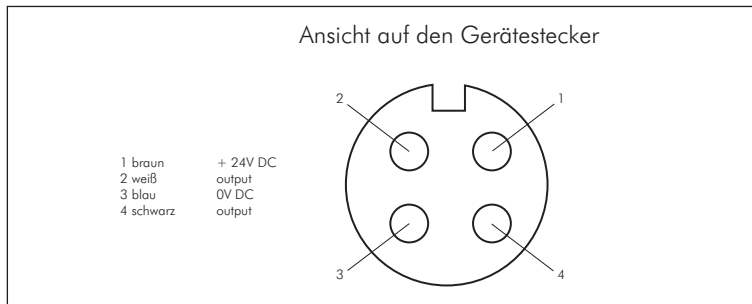 Ansicht auf den Gerätestecker
2 1
1 braun + 24V DC
2 weiß output
3 blau 0V DC
4 schwarz output
3 4